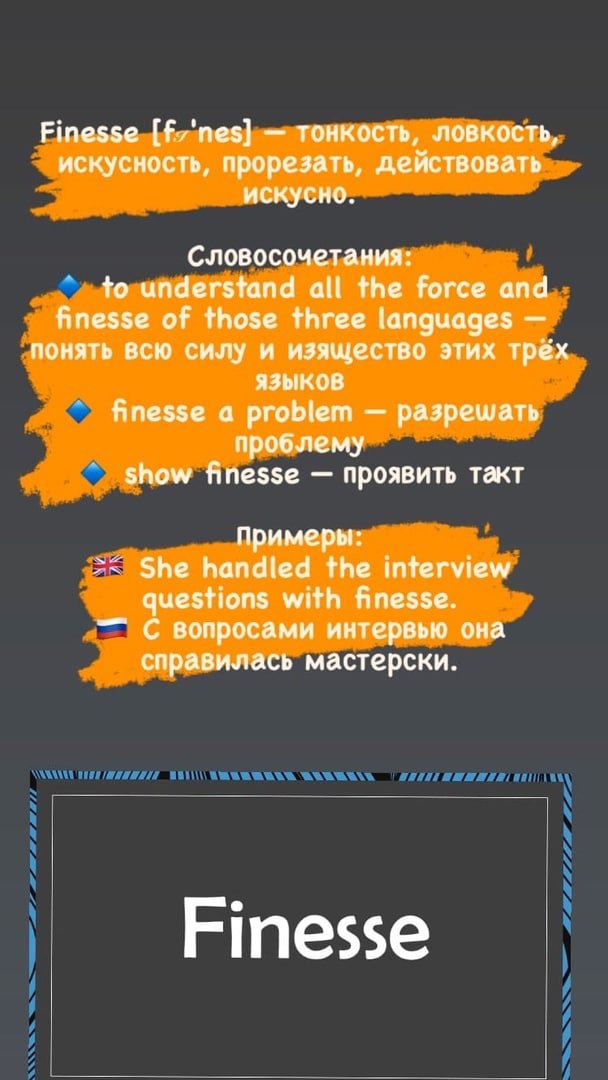 Finesse [fɪ'nes] — тонкость, ловкость,
искусность, прорезать, действовать
искусно.
Словосочетания:
🔷 to understand all the force and
finesse of those three languages —
понять всю силу и изящество этих трёх
языков
🔷 finesse a problem — разрешать
проблему
🔷 show finesse — проявить такт
Примеры:
🇬🇧 She handled the interview
questions with finesse.
🇷🇺 С вопросами интервью она
справилась мастерски.
Finesse